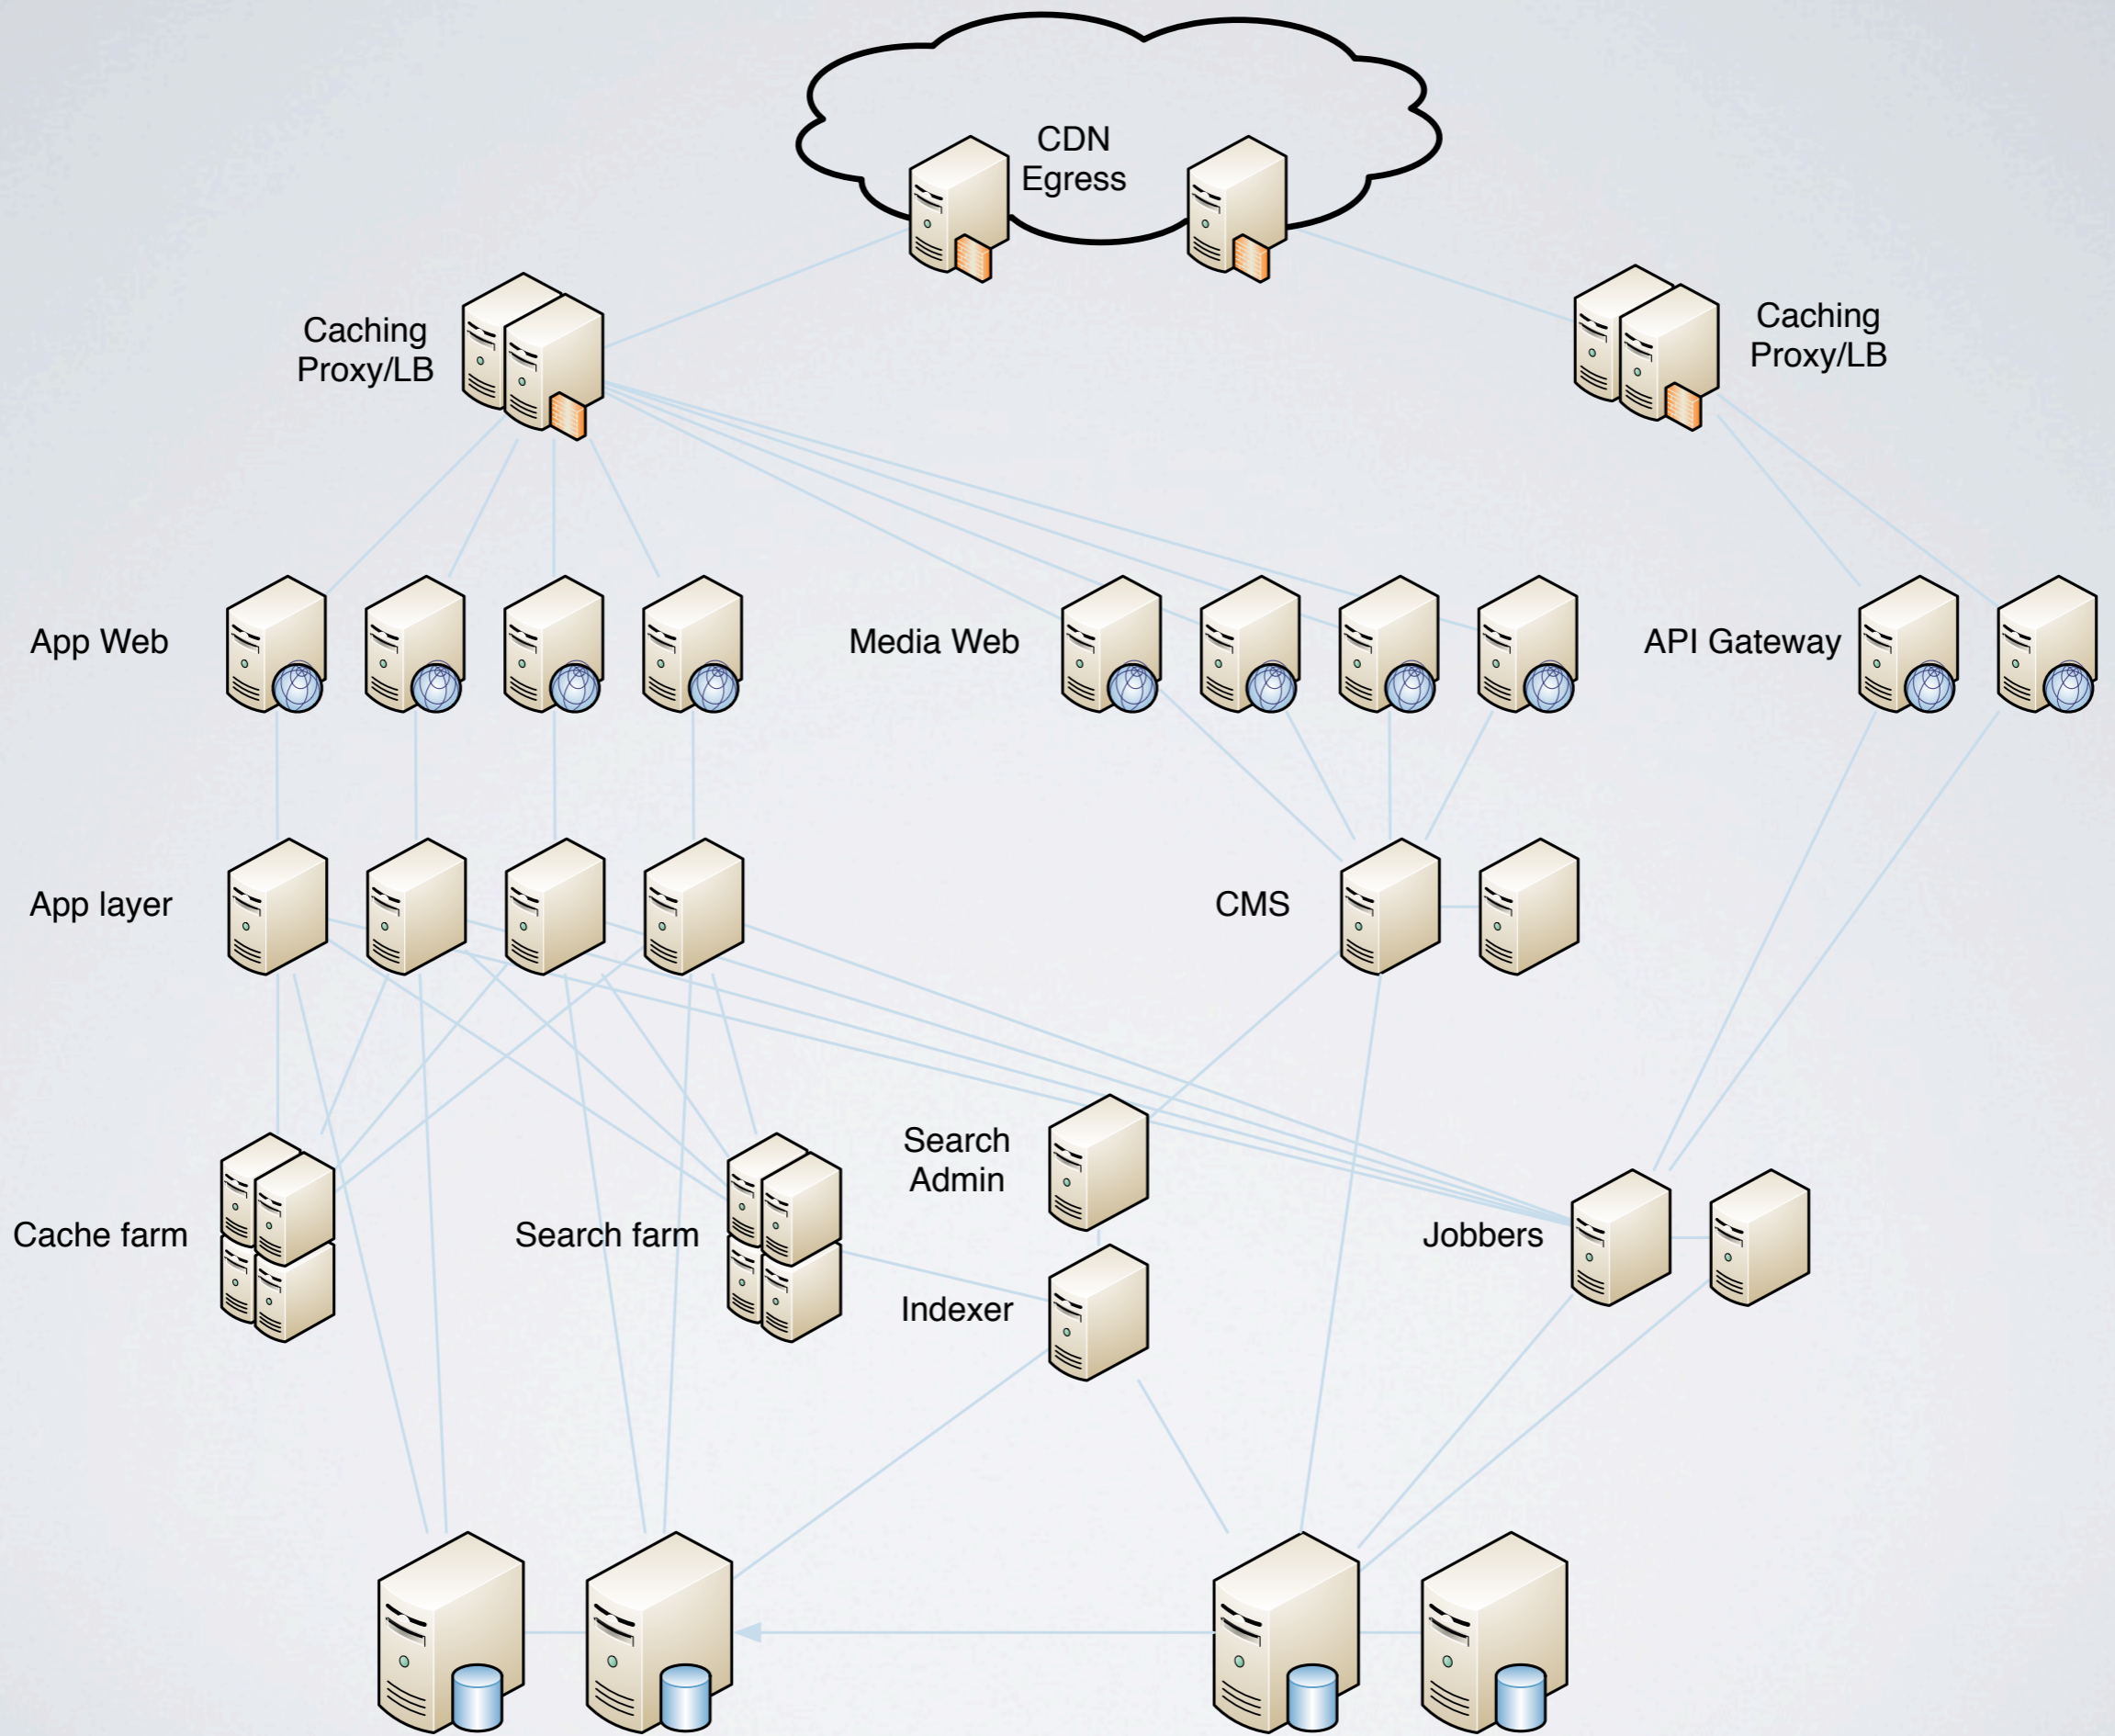 CDN
Egress
Caching
Proxy/LB
Caching
Proxy/LB
App Web
Media Web
API Gateway
App layer
CMS
Search
Admin
Cache farm
Search farm
Jobbers
Indexer